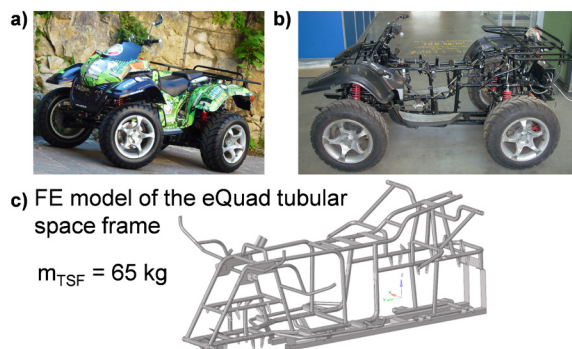 a)
b)
c) FE model of the eQuad tubular
space frame
m_TSF = 65 kg